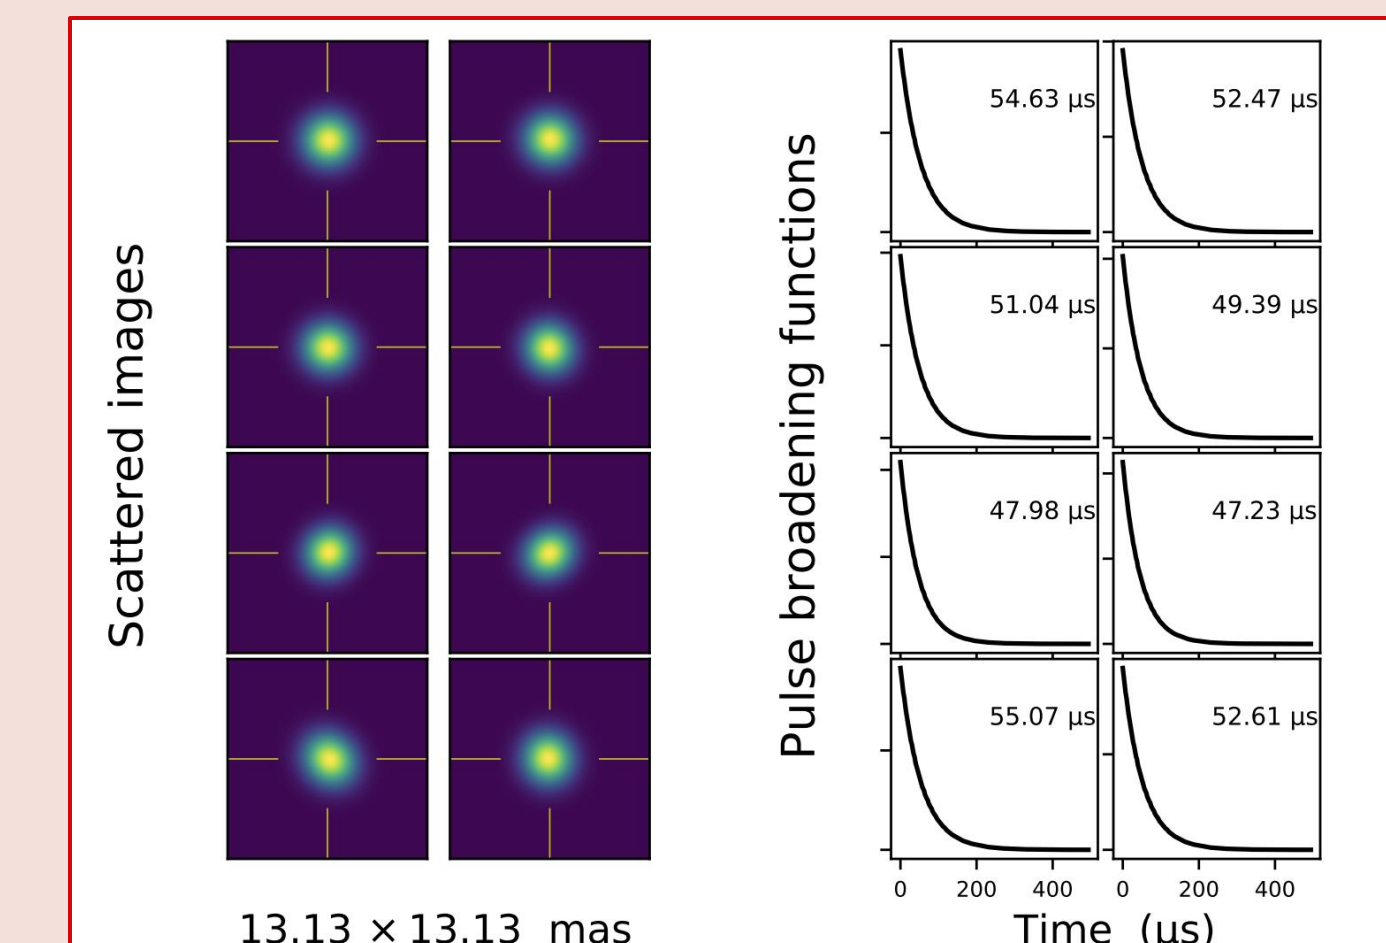 Scattered images
13.13 × 13.13 mas
Pulse broadening functions
54.63 µs
52.47 µs
51.04 µs
49.39 µs
47.98 µs
47.23 µs
55.07 µs
52.61 µs
0 200 400
0 200 400
Time (µs)